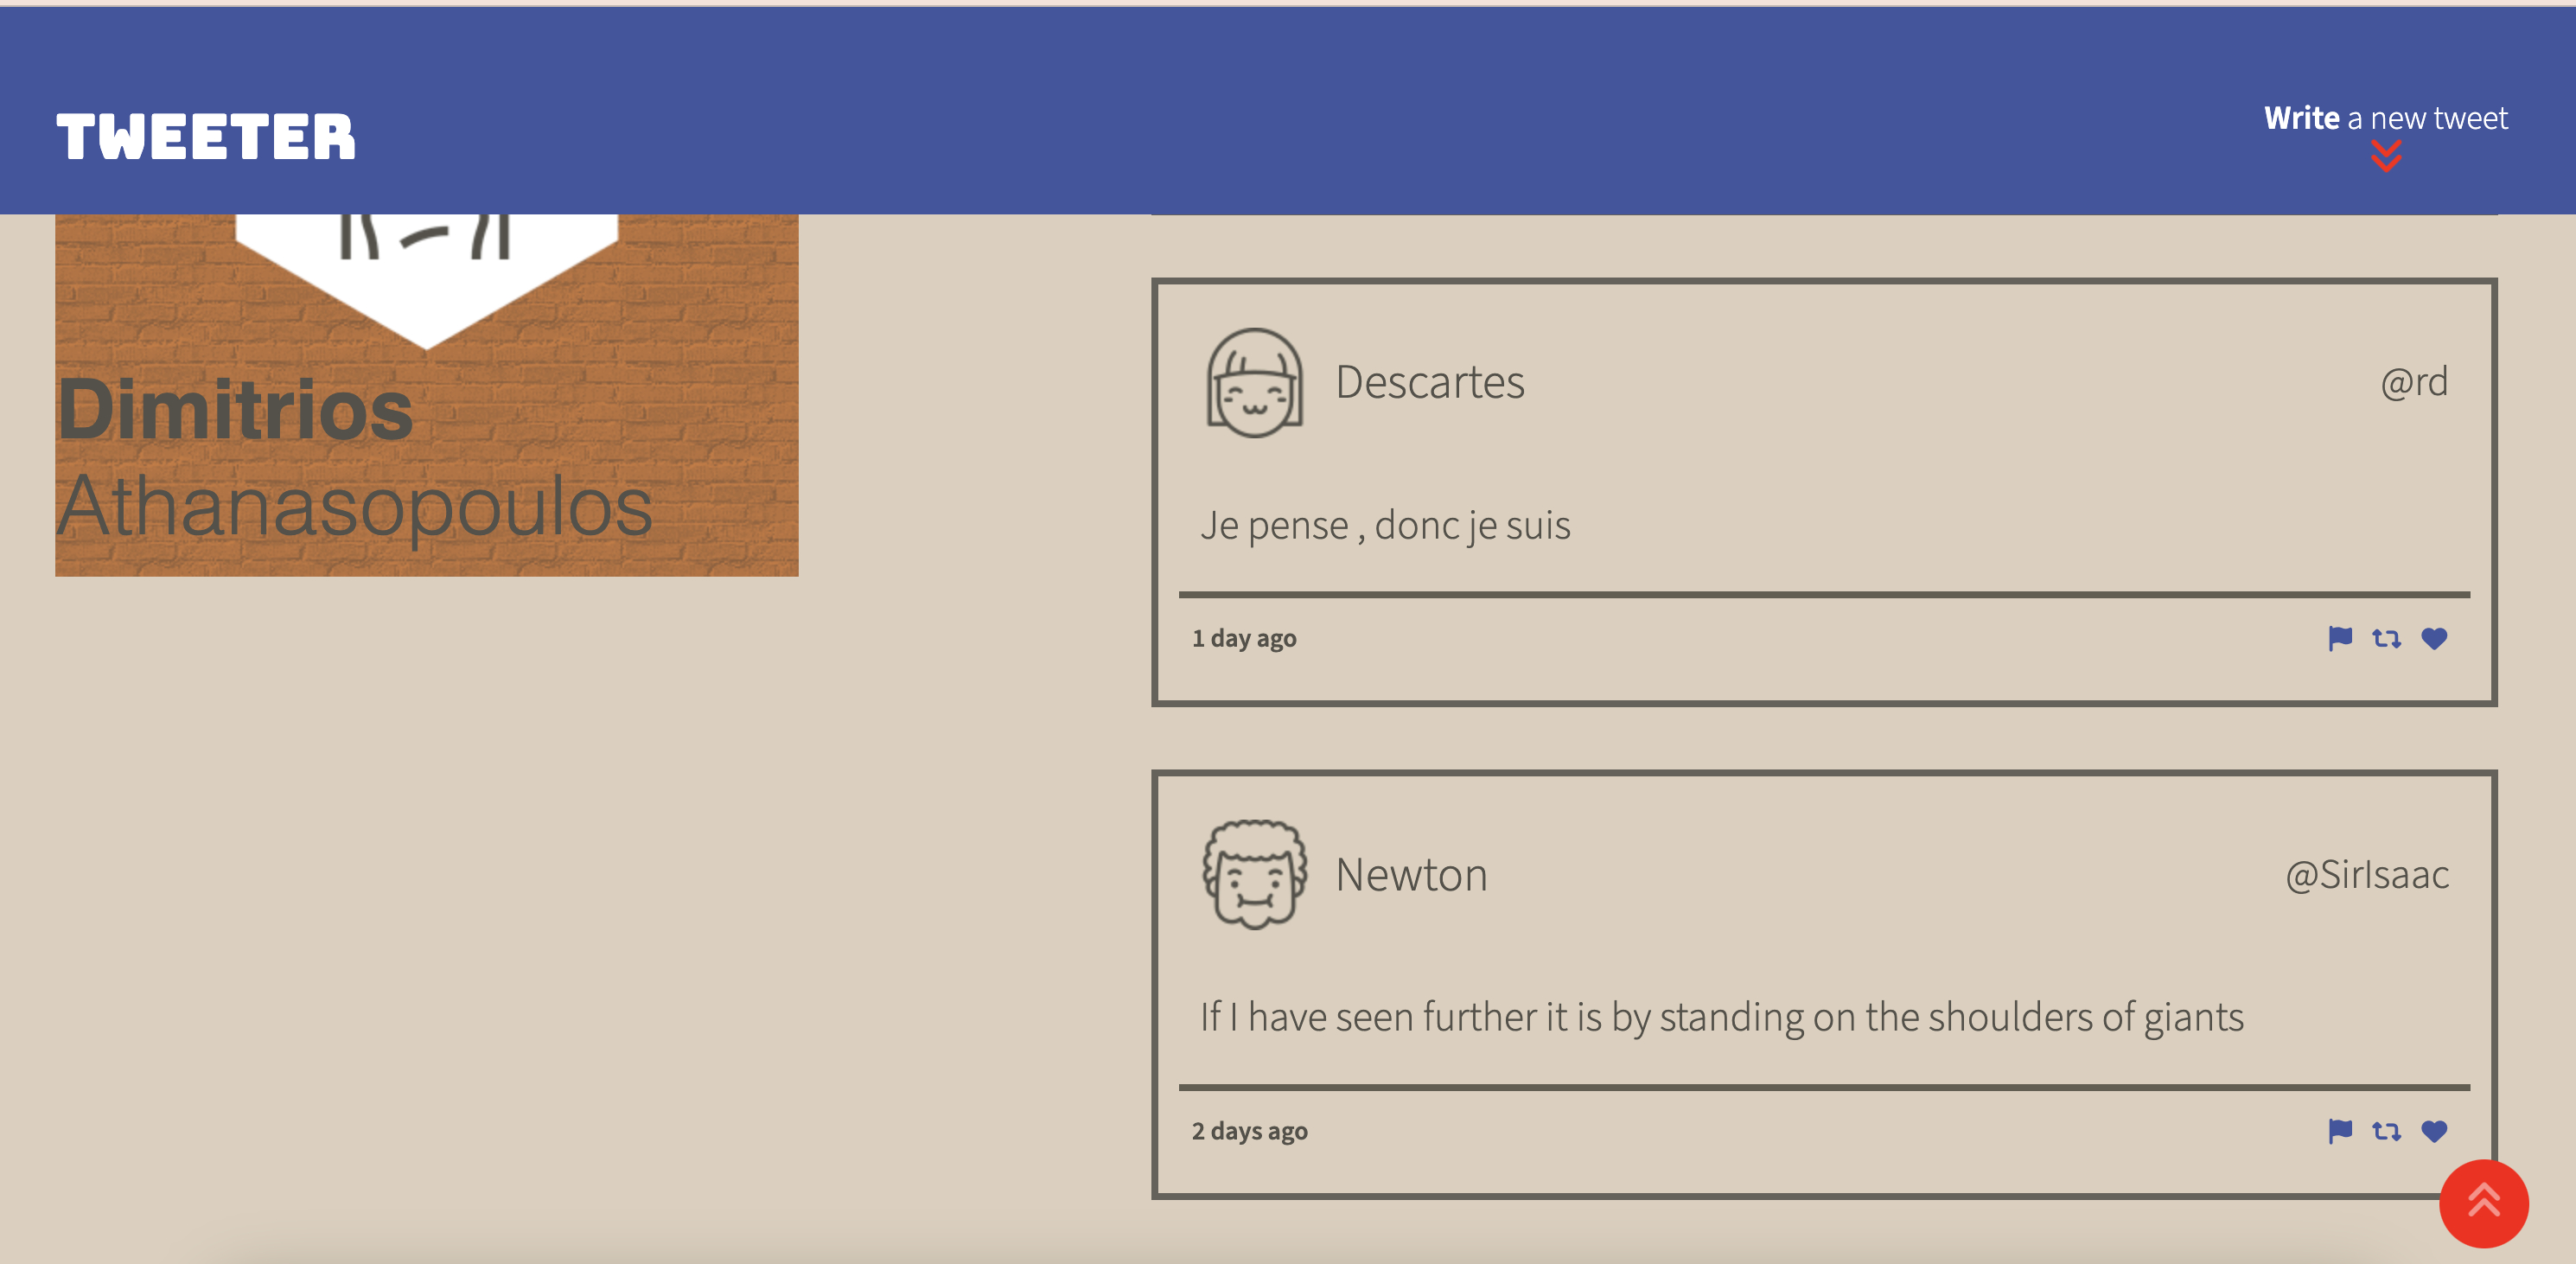 TWEETER
Write a new tweet
Dimitrios
Athanasopoulos
Descartes
@rd
Je pense , donc je suis
1 day ago
Newton
@SirIsaac
If I have seen further it is by standing on the shoulders of giants
2 days ago